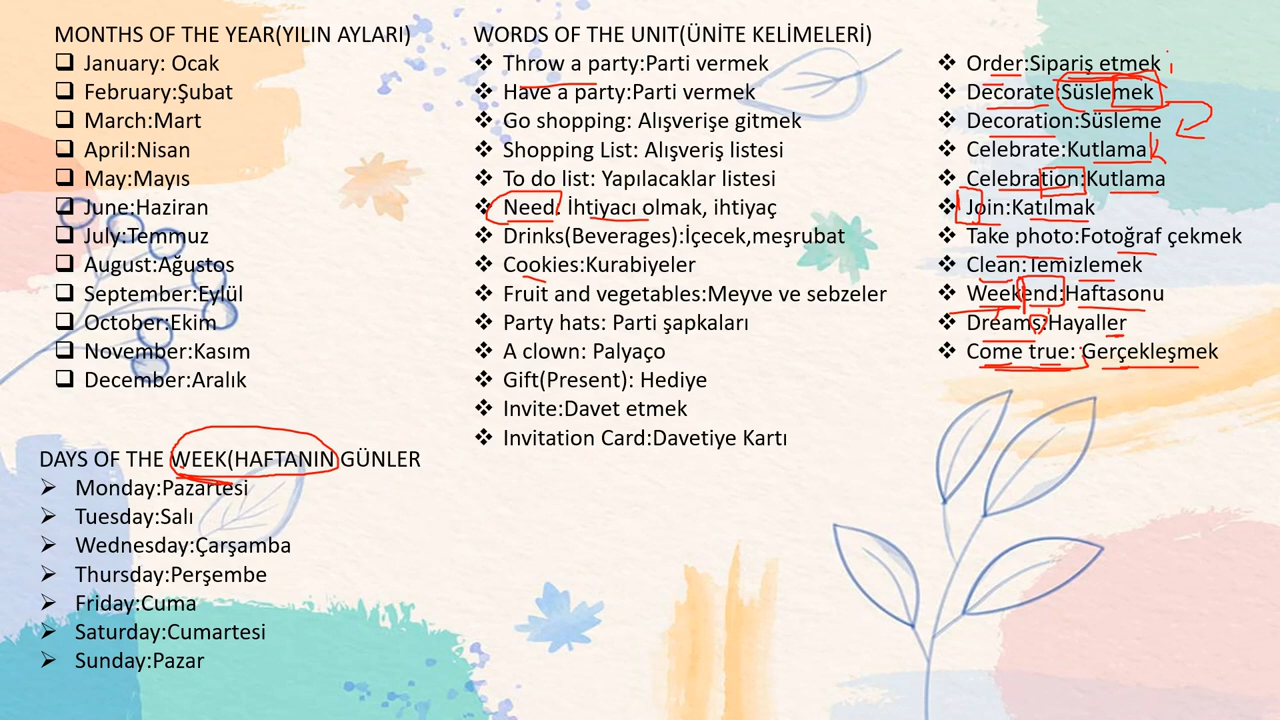 MONTHS OF THE YEAR(YILIN AYLARI)
January: Ocak
February:Şubat
March:Mart
April:Nisan
May:Mayıs
June:Haziran
July:Temmuz
August:Ağustos
September:Eylül
October:Ekim
November:Kasım
December:Aralık
DAYS OF THE WEEK(HAFTANIN GÜNLER
Monday:Pazartesi
Tuesday:Salı
Wednesday:Çarşamba
Thursday:Perşembe
Friday:Cuma
Saturday:Cumartesi
Sunday:Pazar
WORDS OF THE UNIT(ÜNİTE KELİMELERİ)
Throw a party:Parti vermek
Have a party:Parti vermek
Go shopping: Alışverişe gitmek
Shopping List: Alışveriş listesi
To do list: Yapılacaklar listesi
Need: İhtiyacı olmak, ihtiyaç
Drinks(Beverages):İçecek,meşrubat
Cookies:Kurabiyeler
Fruit and vegetables:Meyve ve sebzeler
Party hats: Parti şapkaları
A clown: Palyaço
Gift(Present): Hediye
Invite:Davet etmek
Invitation Card:Davetiye Kartı
Order:Sipariş etmek
Decorate:Süslemek
Decoration:Süsleme
Celebrate:Kutlamak
Celebration:Kutlama
Join:Katılmak
Take photo:Fotoğraf çekmek
Clean:Temizlemek
Weekend:Haftasonu
Dreams:Hayaller
Come true: Gerçekleşmek